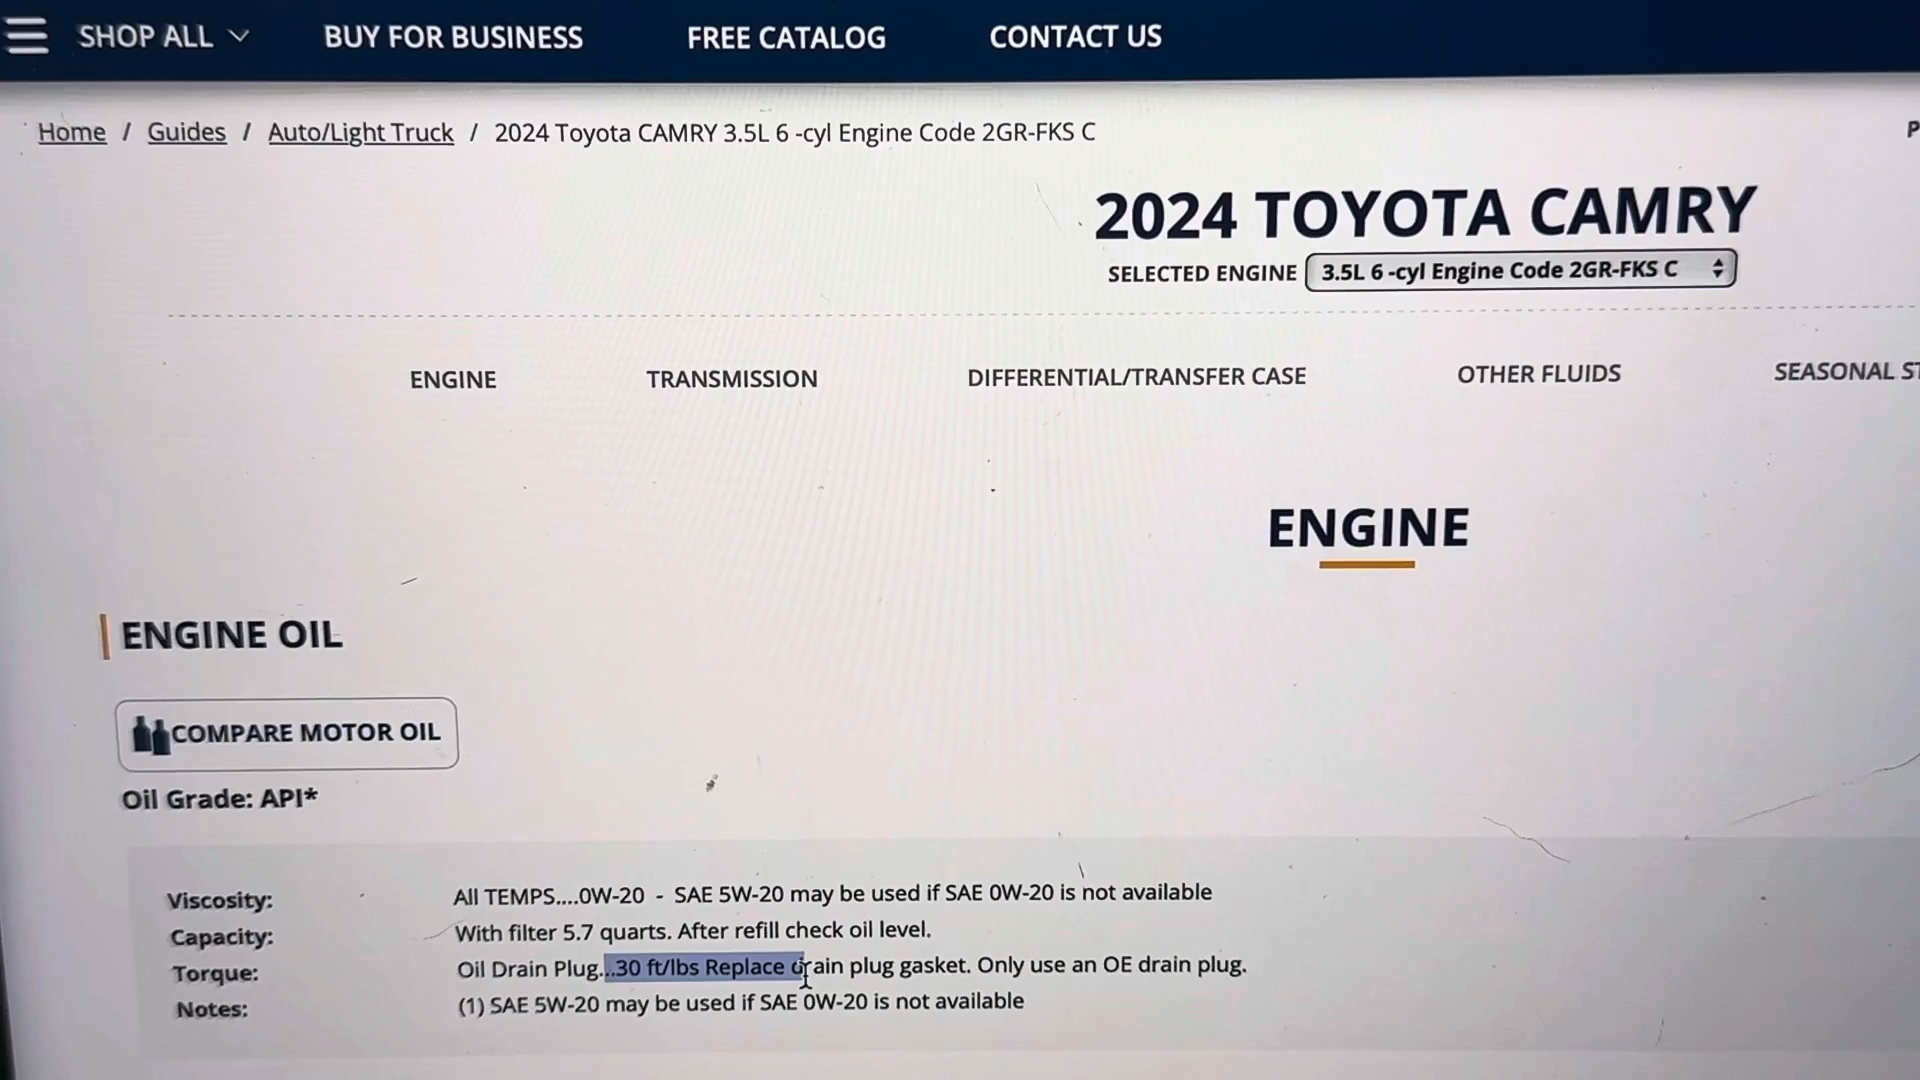 SHOP ALL BUY FOR BUSINESS FREE CATALOG CONTACT US
Home / Guides / Auto/Light Truck / 2024 Toyota CAMRY 3.5L 6 -cyl Engine Code 2GR-FKS C
2024 TOYOTA CAMRY
SELECTED ENGINE 3.5L 6 -cyl Engine Code 2GR-FKS C
ENGINE TRANSMISSION DIFFERENTIAL/TRANSFER CASE OTHER FLUIDS SEASONAL
ENGINE
ENGINE OIL
COMPARE MOTOR OIL
Oil Grade: API*
Viscosity: All TEMPS....0W-20 - SAE 5W-20 may be used if SAE 0W-20 is not available
Capacity: With filter 5.7 quarts. After refill check oil level.
Torque: Oil Drain Plug...30 ft/lbs Replace drain plug gasket. Only use an OE drain plug.
Notes: (1) SAE 5W-20 may be used if SAE 0W-20 is not available